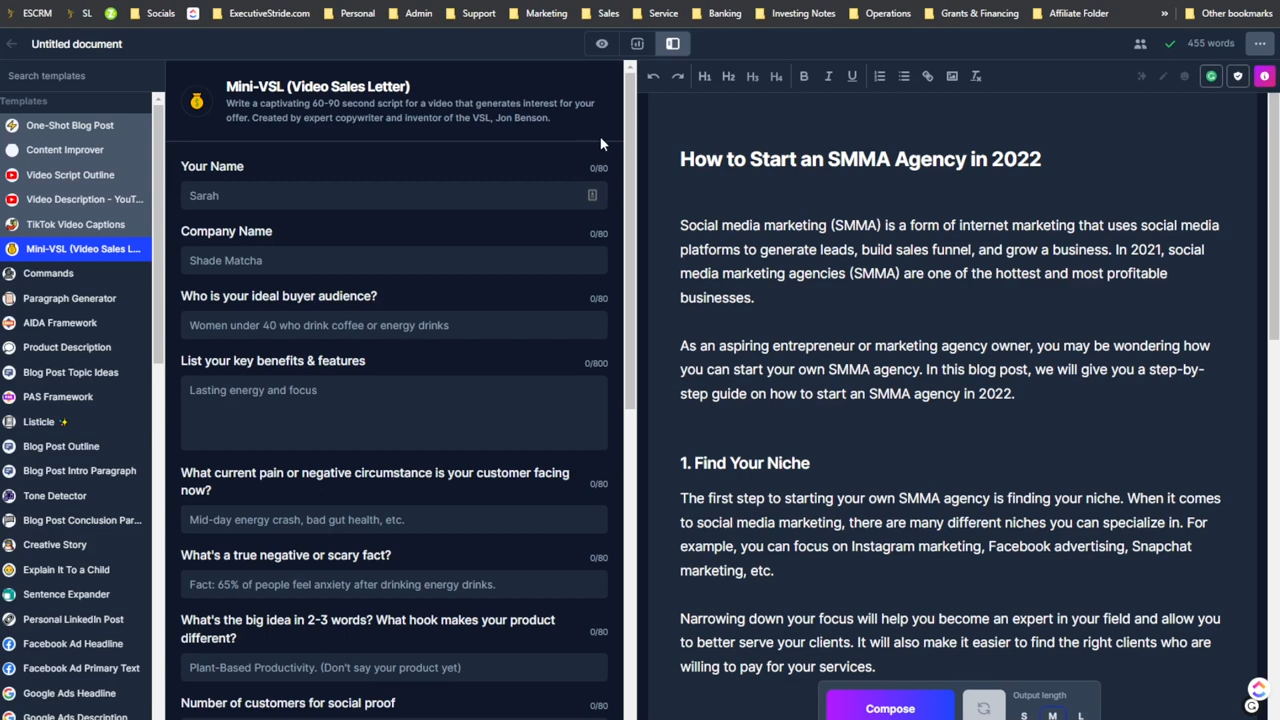 ESCRM
SL
Socials
ExecutiveStride.com
Personal
Admin
Support
Marketing
Sales
Service
Banking
Investing Notes
Operations
Grants & Financing
Affiliate Folder
»
Other bookmarks
Untitled document
455 words
Search templates
Templates
One-Shot Blog Post
Content Improver
Video Script Outline
Video Description - YouT...
TikTok Video Captions
Mini-VSL (Video Sales L...
Commands
Paragraph Generator
AIDA Framework
Product Description
Blog Post Topic Ideas
PAS Framework
Listicle ✨
Blog Post Outline
Blog Post Intro Paragraph
Tone Detector
Blog Post Conclusion Par...
Creative Story
Explain It To a Child
Sentence Expander
Personal LinkedIn Post
Facebook Ad Headline
Facebook Ad Primary Text
Google Ads Headline
Google Ads Description
Mini-VSL (Video Sales Letter)
Write a captivating 60-90 second script for a video that generates interest for your
offer. Created by expert copywriter and inventor of the VSL, Jon Benson.
Your Name
0/80
Sarah
Company Name
0/80
Shade Matcha
Who is your ideal buyer audience?
0/80
Women under 40 who drink coffee or energy drinks
List your key benefits & features
0/800
Lasting energy and focus
What current pain or negative circumstance is your customer facing
now?
0/80
Mid-day energy crash, bad gut health, etc.
What's a true negative or scary fact?
0/80
Fact: 65% of people feel anxiety after drinking energy drinks.
What's the big idea in 2-3 words? What hook makes your product
different?
0/80
Plant-Based Productivity. (Don't say your product yet)
Number of customers for social proof
0/80
H1 H2 H3 H4 B I U
How to Start an SMMA Agency in 2022
Social media marketing (SMMA) is a form of internet marketing that uses social media
platforms to generate leads, build sales funnel, and grow a business. In 2021, social
media marketing agencies (SMMA) are one of the hottest and most profitable
businesses.
As an aspiring entrepreneur or marketing agency owner, you may be wondering how
you can start your own SMMA agency. In this blog post, we will give you a step-by-
step guide on how to start an SMMA agency in 2022.
1. Find Your Niche
The first step to starting your own SMMA agency is finding your niche. When it comes
to social media marketing, there are many different niches you can specialize in. For
example, you can focus on Instagram marketing, Facebook advertising, Snapchat
marketing, etc.
Narrowing down your focus will help you become an expert in your field and allow you
to better serve your clients. It will also make it easier to find the right clients who are
willing to pay for your services.
Compose
Output length
S M L